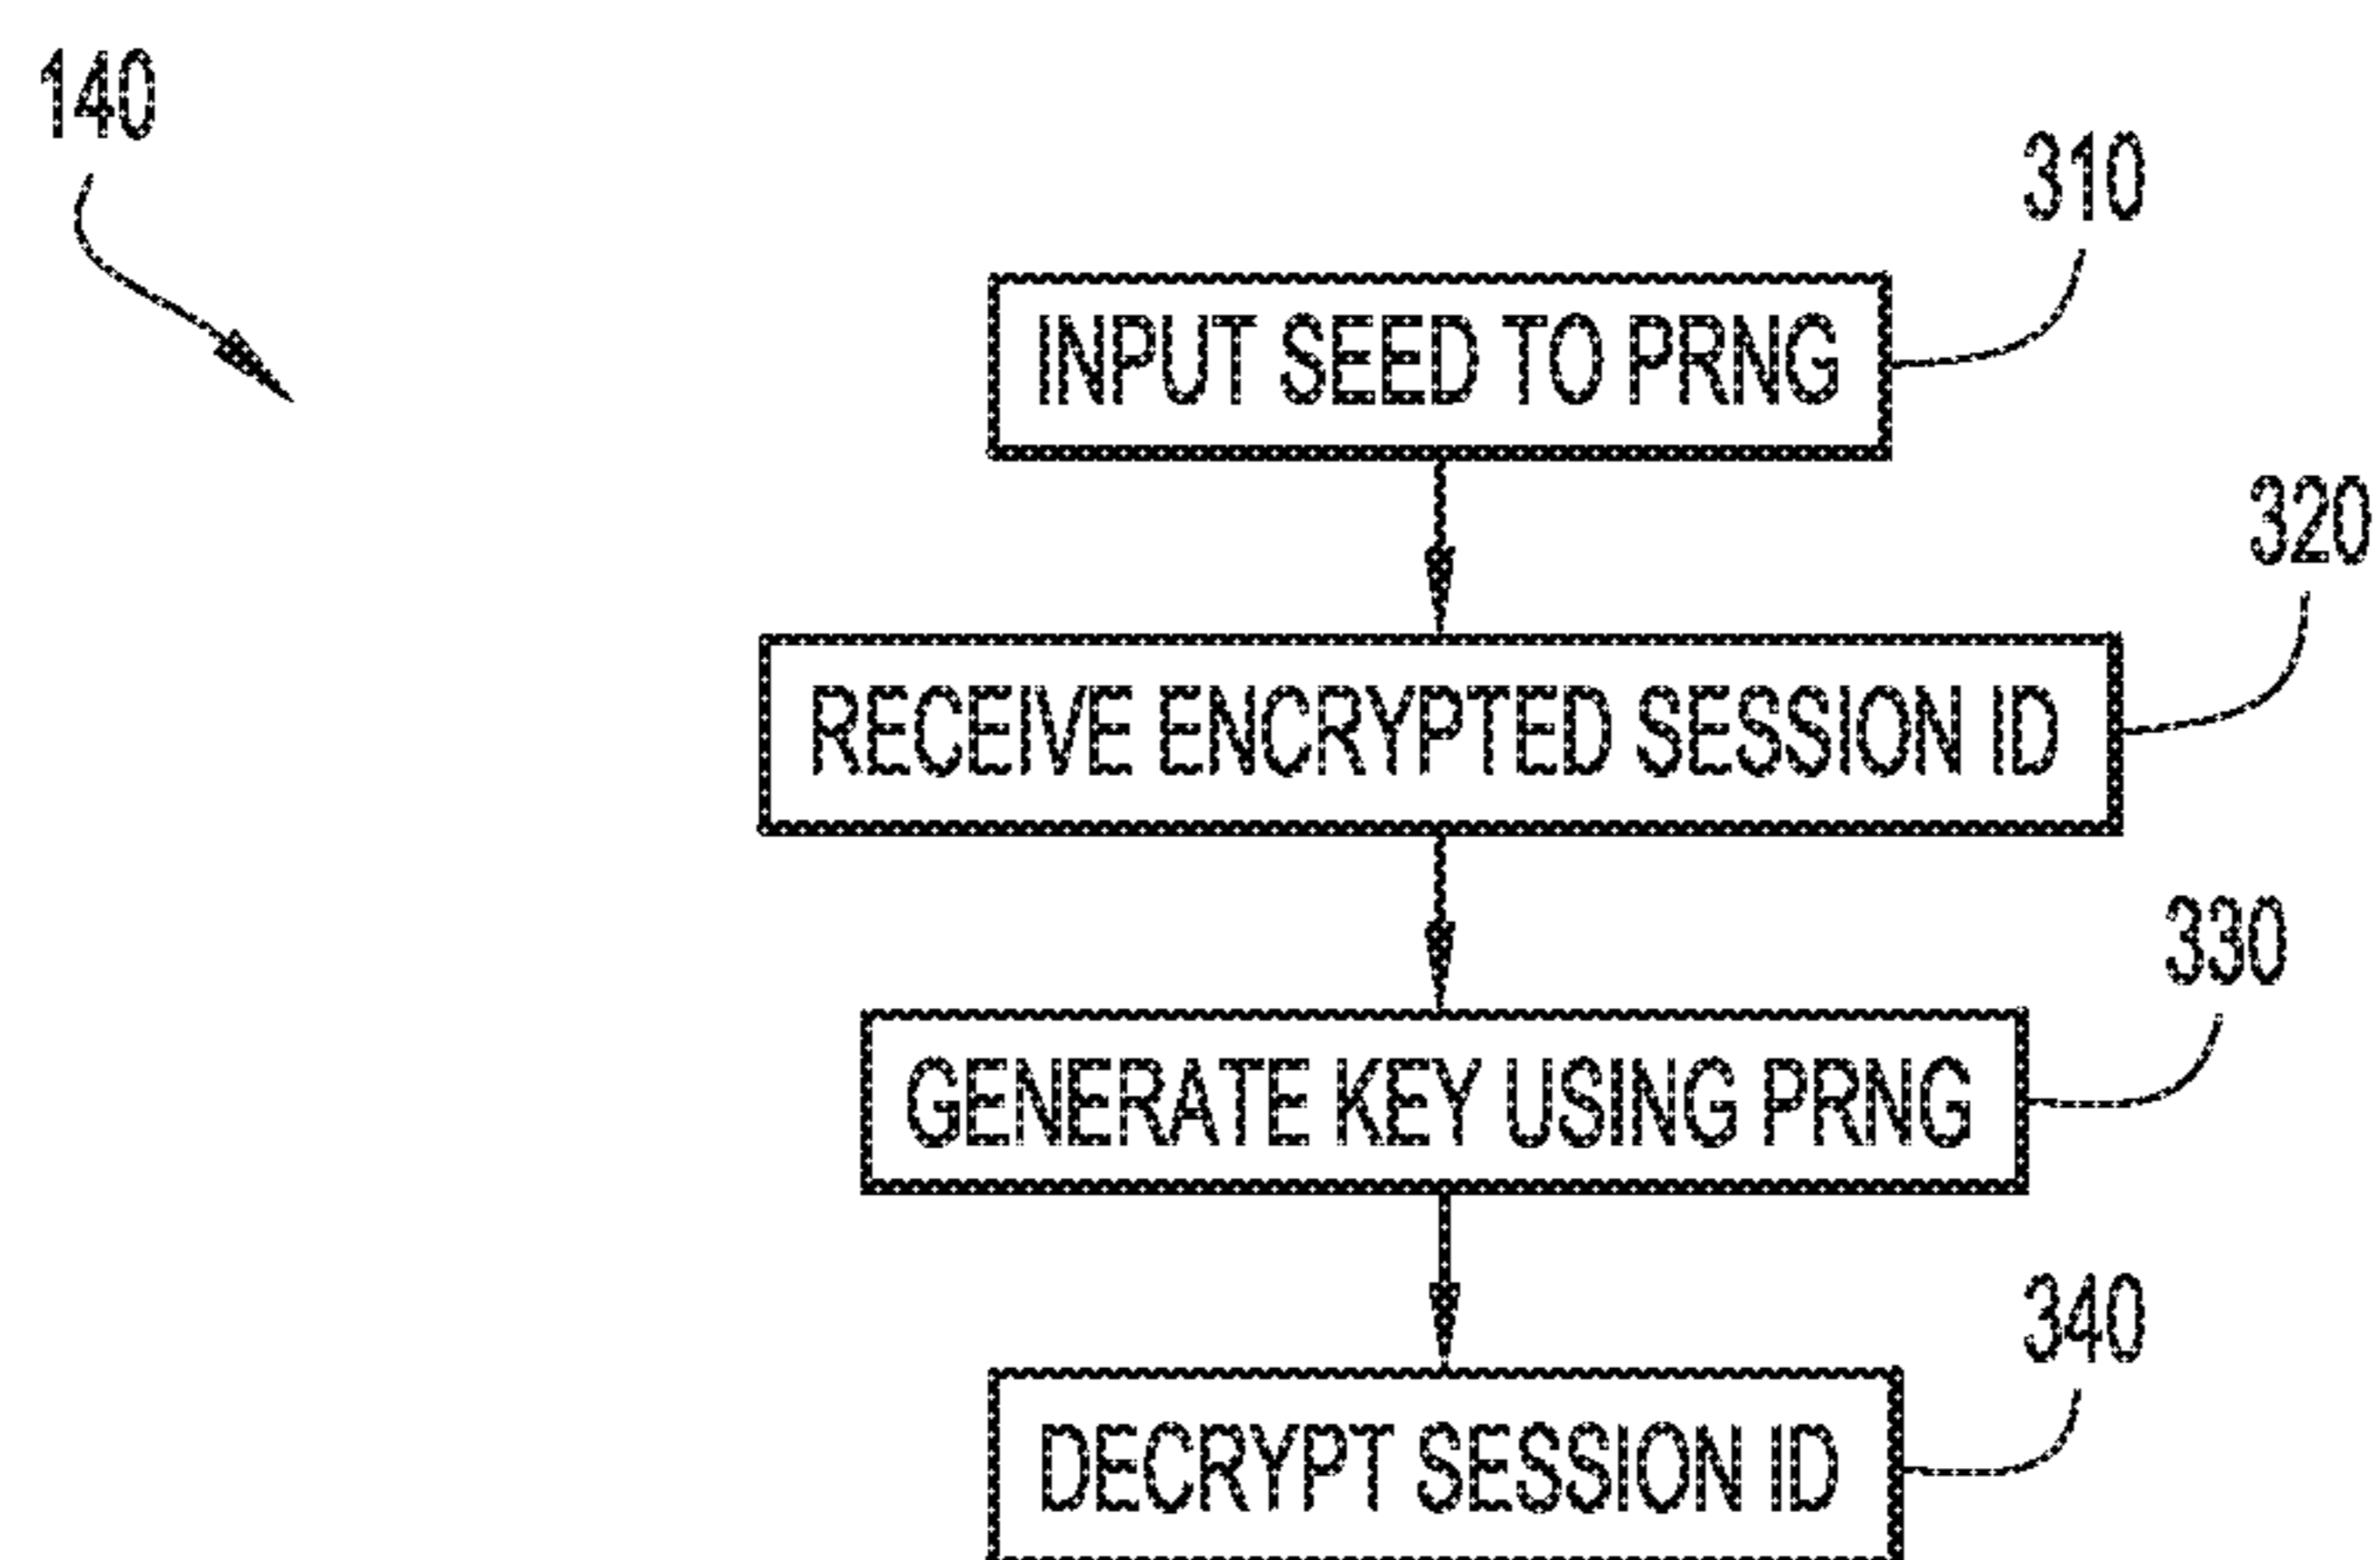 140
310
INPUT SEED TO PRNG
320
RECEIVE ENCRYPTED SESSION ID
330
GENERATE KEY USING PRNG
340
DECRYPT SESSION ID